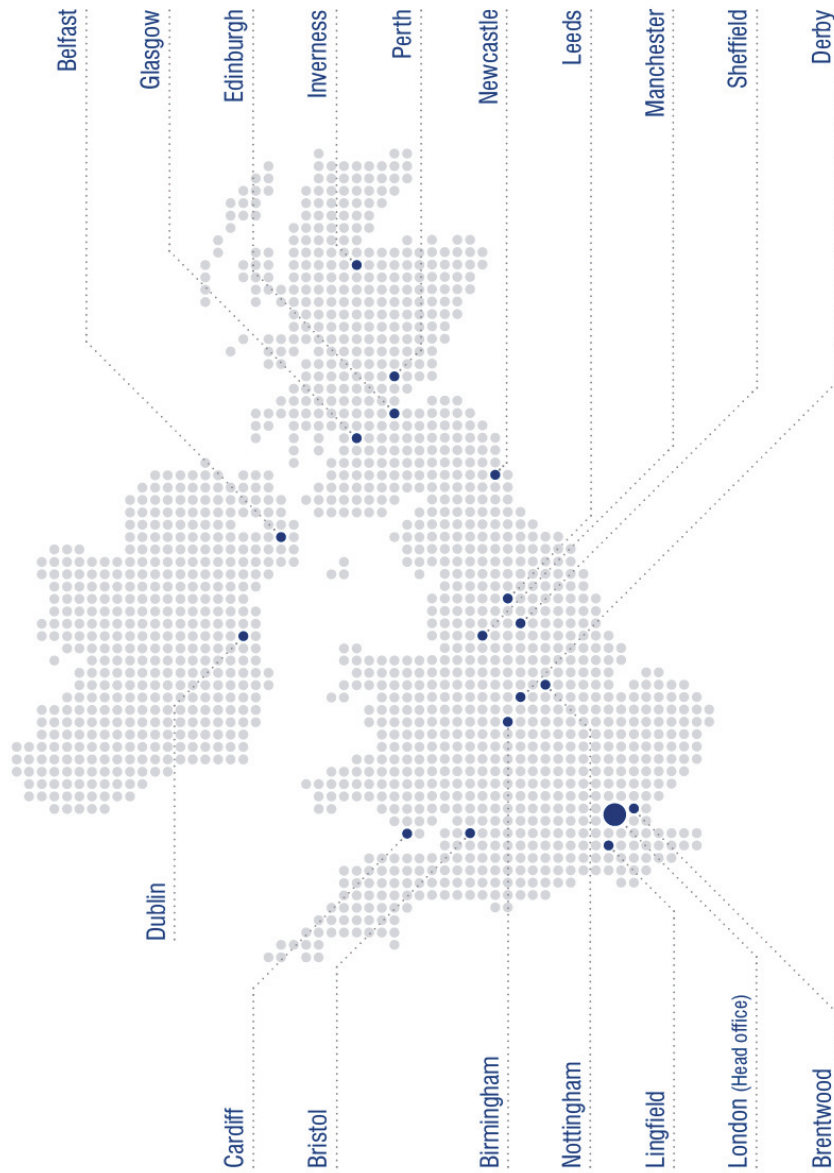 Belfast
Glasgow
Edinburgh
Inverness
Perth
Newcastle
Leeds
Manchester
Sheffield
Derby
Dublin
Cardiff
Bristol
Birmingham
Nottingham
Lingfield
London (Head office)
Brentwood